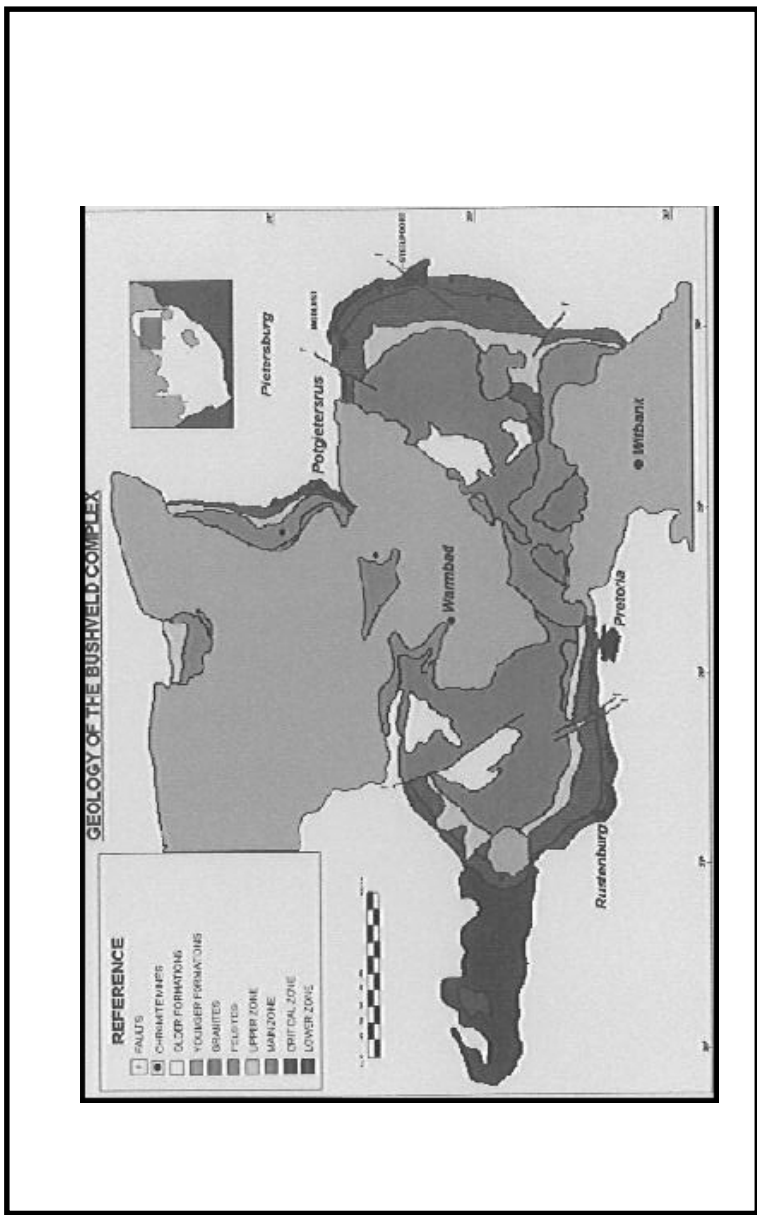 GEOLOGY OF THE BUSHVELD COMPLEX
REFERENCE
FAULTS
CHROMITE MINES
OLDER FORMATIONS
YOUNGER FORMATIONS
GRANITES
FELSITES
UPPER ZONE
MAIN ZONE
CRITICAL ZONE
LOWER ZONE
Pietersburg
Potgietersrus
STEELPOORT
Warmbad
Witbank
Pretoria
Rustenburg